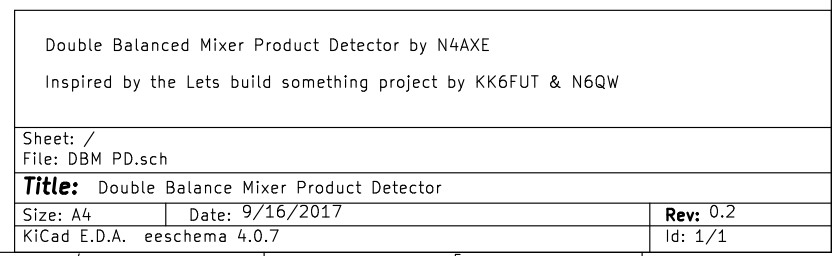 Double Balanced Mixer Product Detector by N4AXE
Inspired by the Lets build something project by KK6FUT & N6QW
Sheet: /
File: DBM PD.sch
Title: Double Balance Mixer Product Detector
Size: A4 Date: 9/16/2017 Rev: 0.2
KiCad E.D.A. eeschema 4.0.7 Id: 1/1